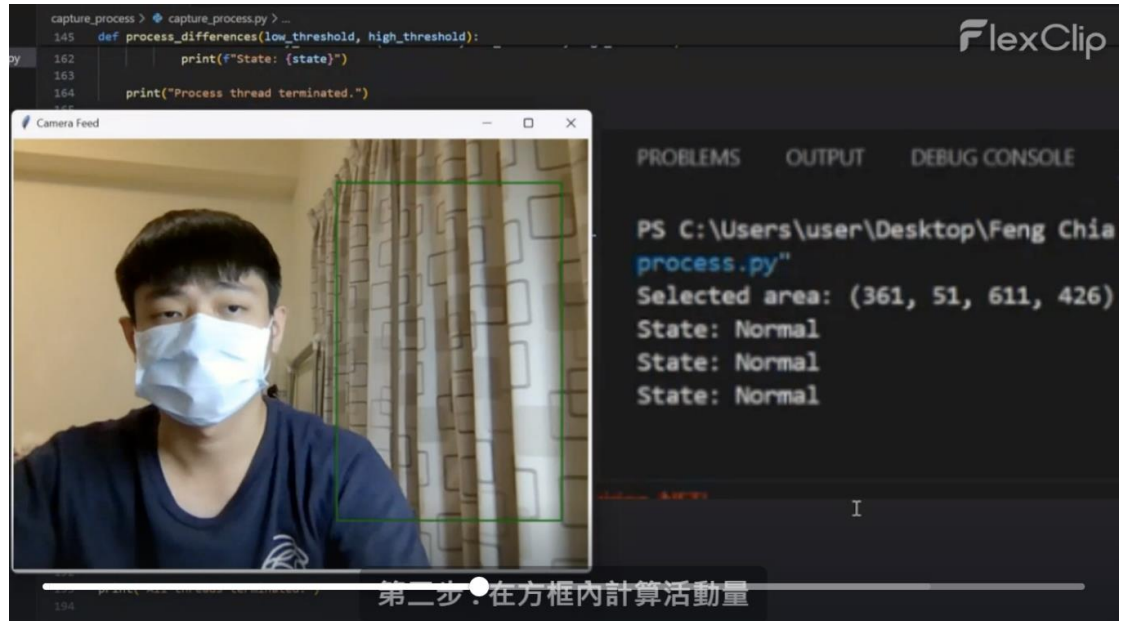 capture_process > capture_process.py > ...
FlexClip
145 def process_differences(low_threshold, high_threshold):
py
162 print(f"State: {state}")
163
164 print("Process thread terminated.")
Camera Feed
PROBLEMS OUTPUT DEBUG CONSOLE
PS C:\Users\user\Desktop\Feng Chia
process.py"
Selected area: (361, 51, 611, 426)
State: Normal
State: Normal
State: Normal
第二步：在方框內計算活動量
194